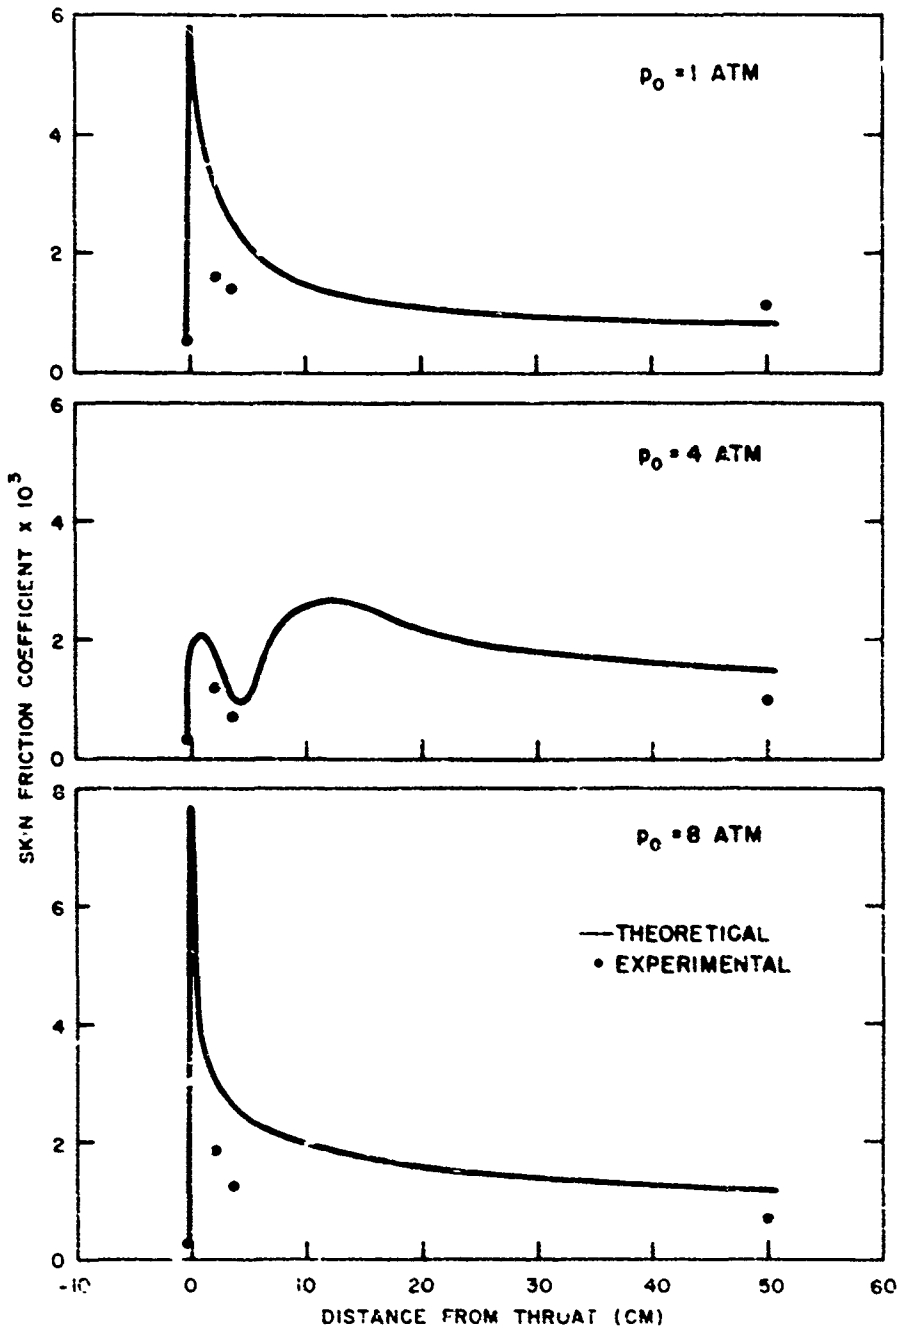 6
p₀ = 1 ATM
4
2
0
6
p₀ = 4 ATM
4
2
0
SKIN FRICTION COEFFICIENT × 10³
8
p₀ = 8 ATM
6
— THEORETICAL
• EXPERIMENTAL
4
2
0
-10 0 10 20 30 40 50 60
DISTANCE FROM THROAT (CM)